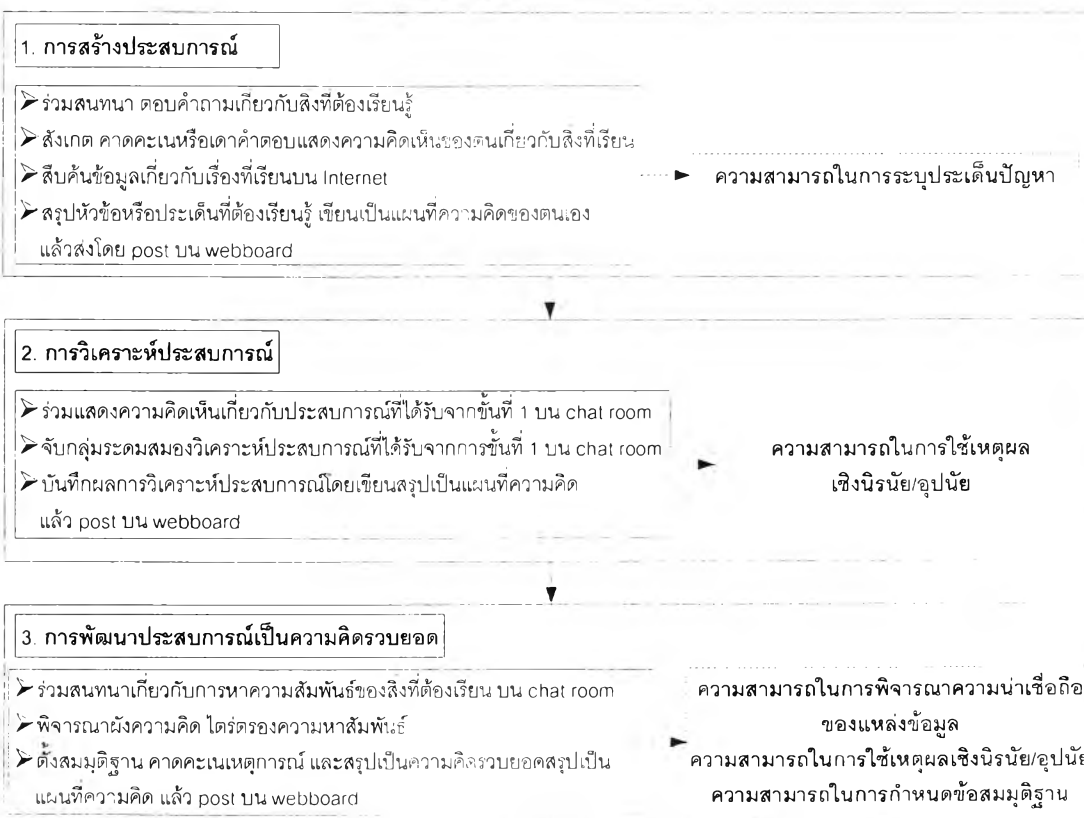 1. การสร้างประสบการณ์
➤ ร่วมสนทนา ตอบคำถามเกี่ยวกับสิ่งที่ต้องเรียนรู้
➤ สังเกต คาดคะเนหรือเดาคำตอบแสดงความคิดเห็นของตนเกี่ยวกับสิ่งที่เรียน
➤ สืบค้นข้อมูลเกี่ยวกับเรื่องที่เรียนบน Internet
➤ สรุปหัวข้อหรือประเด็นที่ต้องเรียนรู้ เขียนเป็นแผนที่ความคิดของตนเอง
แล้วส่งโดย post บน webboard
ความสามารถในการระบุประเด็นปัญหา
2. การวิเคราะห์ประสบการณ์
➤ ร่วมแสดงความคิดเห็นเกี่ยวกับประสบการณ์ที่ได้รับจากขั้นที่ 1 บน chat room
➤ จับกลุ่มระดมสมองวิเคราะห์ประสบการณ์ที่ได้รับจากการขั้นที่ 1 บน chat room
➤ บันทึกผลการวิเคราะห์ประสบการณ์โดยเขียนสรุปเป็นแผนที่ความคิด
แล้ว post บน webboard
ความสามารถในการใช้เหตุผล
เชิงนิรนัย/อุปนัย
3. การพัฒนาประสบการณ์เป็นความคิดรวบยอด
➤ ร่วมสนทนาเกี่ยวกับการหาความสัมพันธ์ของสิ่งที่ต้องเรียน บน chat room
➤ พิจารณาผังความคิด ไตร่ตรองความหาสัมพันธ์
➤ ตั้งสมมุติฐาน คาดคะเนเหตุการณ์ และสรุปเป็นความคิดรวบยอดสรุปเป็น
แผนที่ความคิด แล้ว post บน webboard
ความสามารถในการพิจารณาความน่าเชื่อถือ
ของแหล่งข้อมูล
ความสามารถในการใช้เหตุผลเชิงนิรนัย/อุปนัย
ความสามารถในการกำหนดข้อสมมุติฐาน